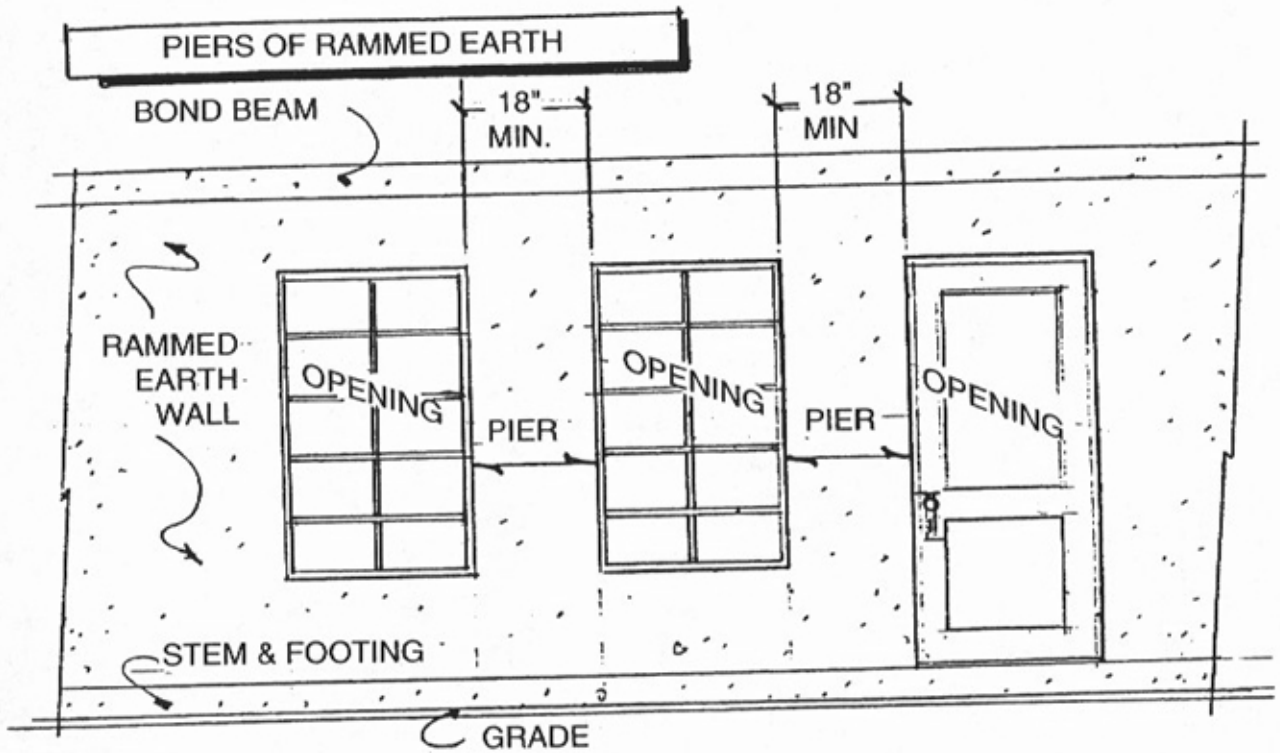 PIERS OF RAMMED EARTH
BOND BEAM
18"
MIN.
18"
MIN
RAMMED
EARTH
WALL
OPENING
PIER
OPENING
PIER
OPENING
STEM & FOOTING
GRADE